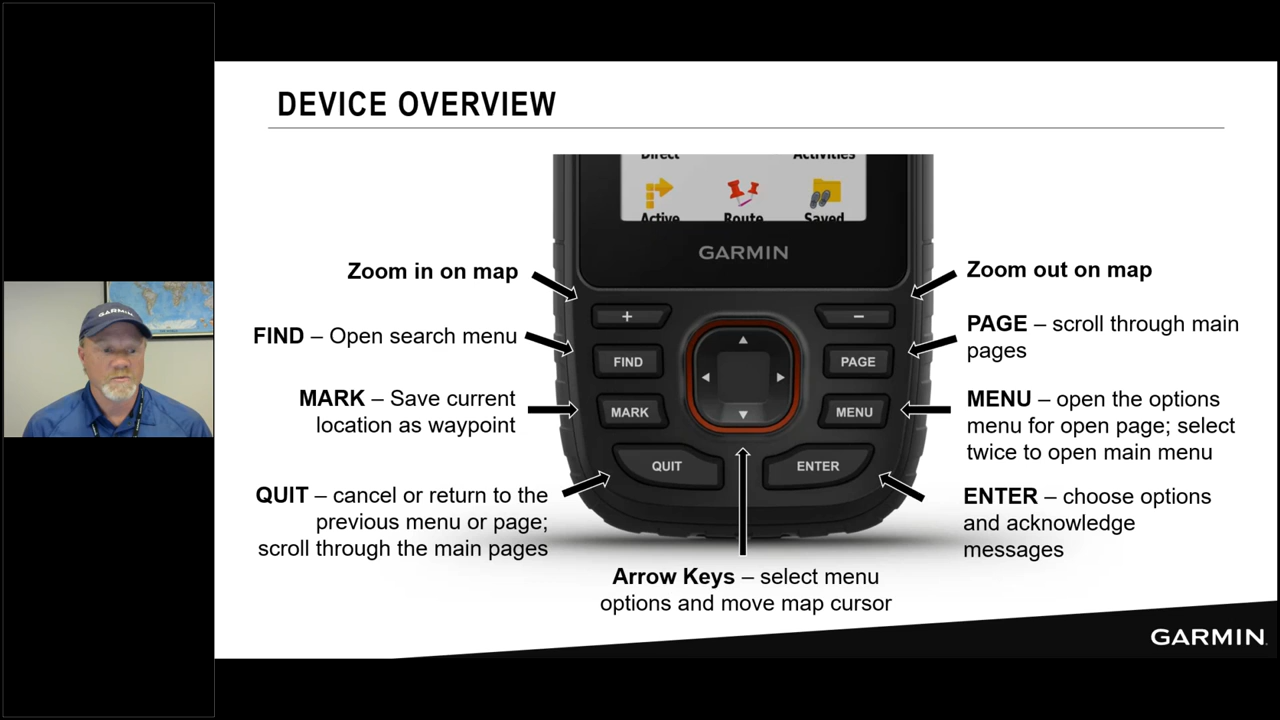 DEVICE OVERVIEW
Direct
Activities
Active
Route
Saved
GARMIN
Zoom in on map
Zoom out on map
FIND – Open search menu
PAGE – scroll through main
pages
MARK – Save current
location as waypoint
MENU – open the options
menu for open page; select
twice to open main menu
QUIT – cancel or return to the
previous menu or page;
scroll through the main pages
ENTER – choose options
and acknowledge
messages
Arrow Keys – select menu
options and move map cursor
+
−
FIND
PAGE
MARK
MENU
QUIT
ENTER
GARMIN
GARMIN